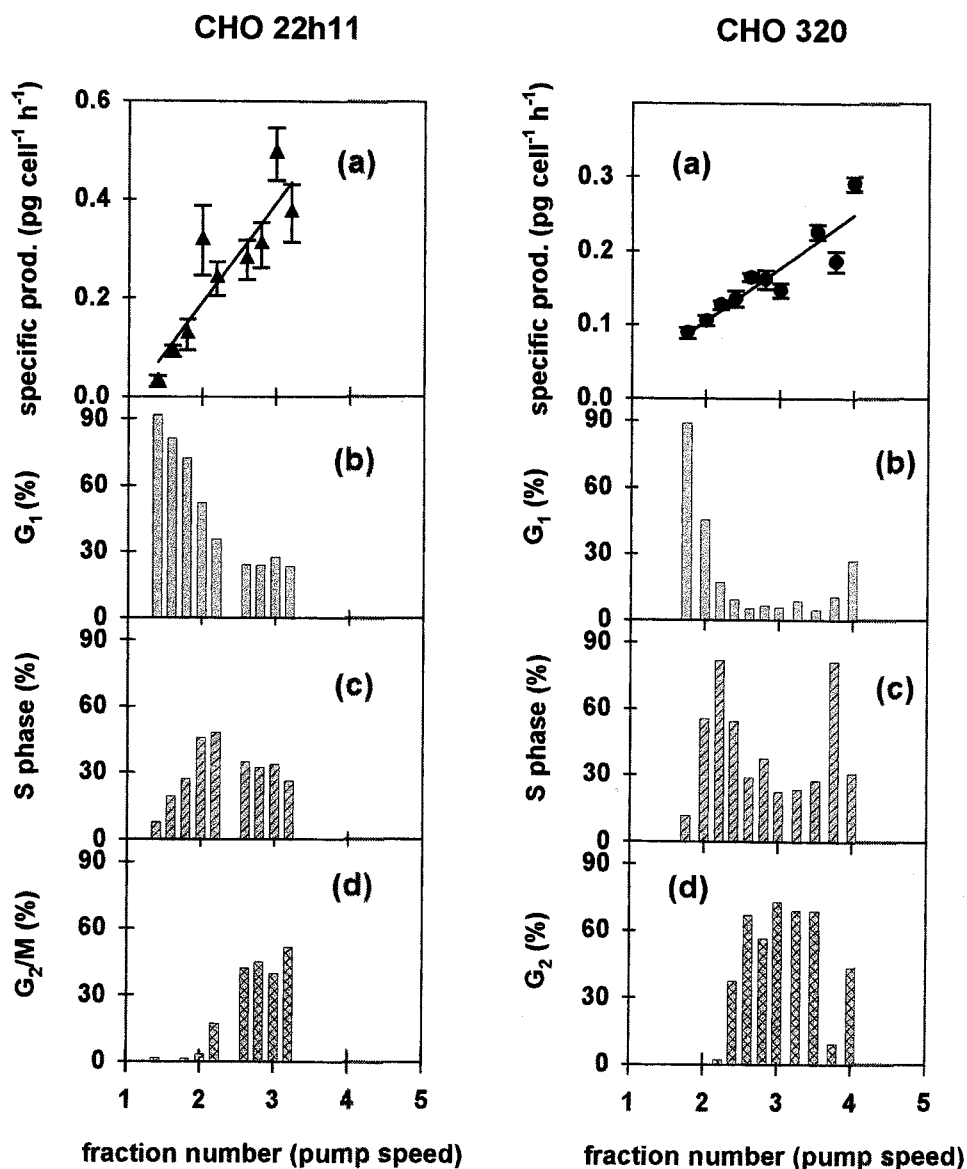 CHO 22h11
CHO 320
specific prod. (pg cell⁻¹ h⁻¹)
0.6
0.4
0.2
0.0
(a)
G₁ (%)
90
60
30
0
(b)
S phase (%)
90
60
30
0
(c)
G₂/M (%)
90
60
30
0
(d)
1 2 3 4 5
fraction number (pump speed)
specific prod. (pg cell⁻¹ h⁻¹)
0.3
0.2
0.1
0.0
(a)
G₁ (%)
90
60
30
0
(b)
S phase (%)
90
60
30
0
(c)
G₂ (%)
90
60
30
0
(d)
1 2 3 4 5
fraction number (pump speed)